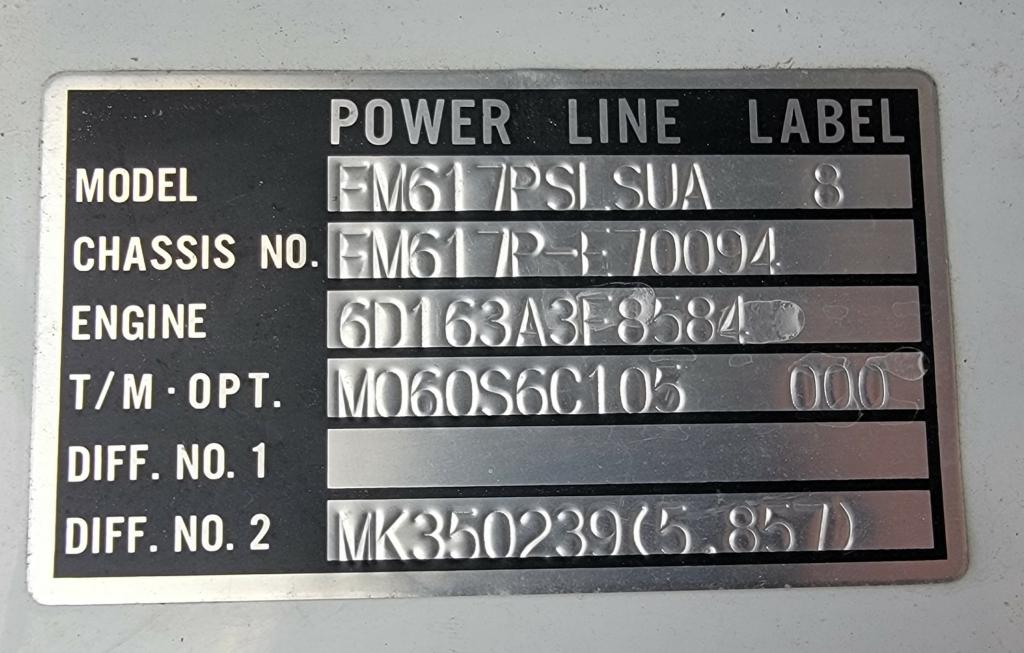 POWER LINE LABEL
MODEL FM617PSLSUA 8
CHASSIS NO. FM617P-E70094
ENGINE 6D163A3F8584
T/M·OPT. M060S6C105 000
DIFF. NO. 1
DIFF. NO. 2 MK350239(5.857)